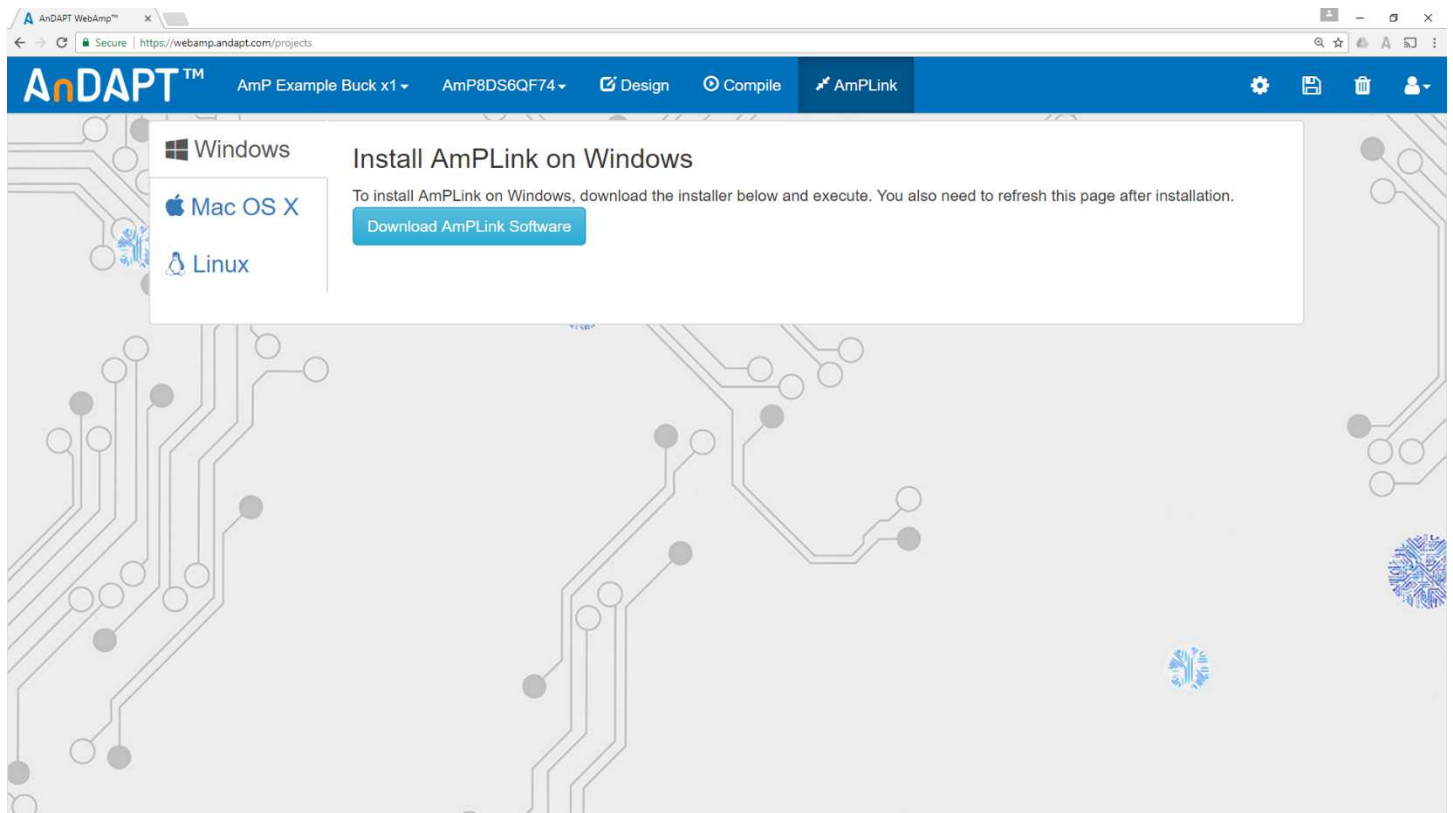 AnDAPT WebAmp™
Secure | https://webamp.andapt.com/projects
AnDAPT™ AmP Example Buck x1 AmP8DS6QF74 Design Compile AmPLink
Windows
Mac OS X
Linux
Install AmPLink on Windows
To install AmPLink on Windows, download the installer below and execute. You also need to refresh this page after installation.
Download AmPLink Software